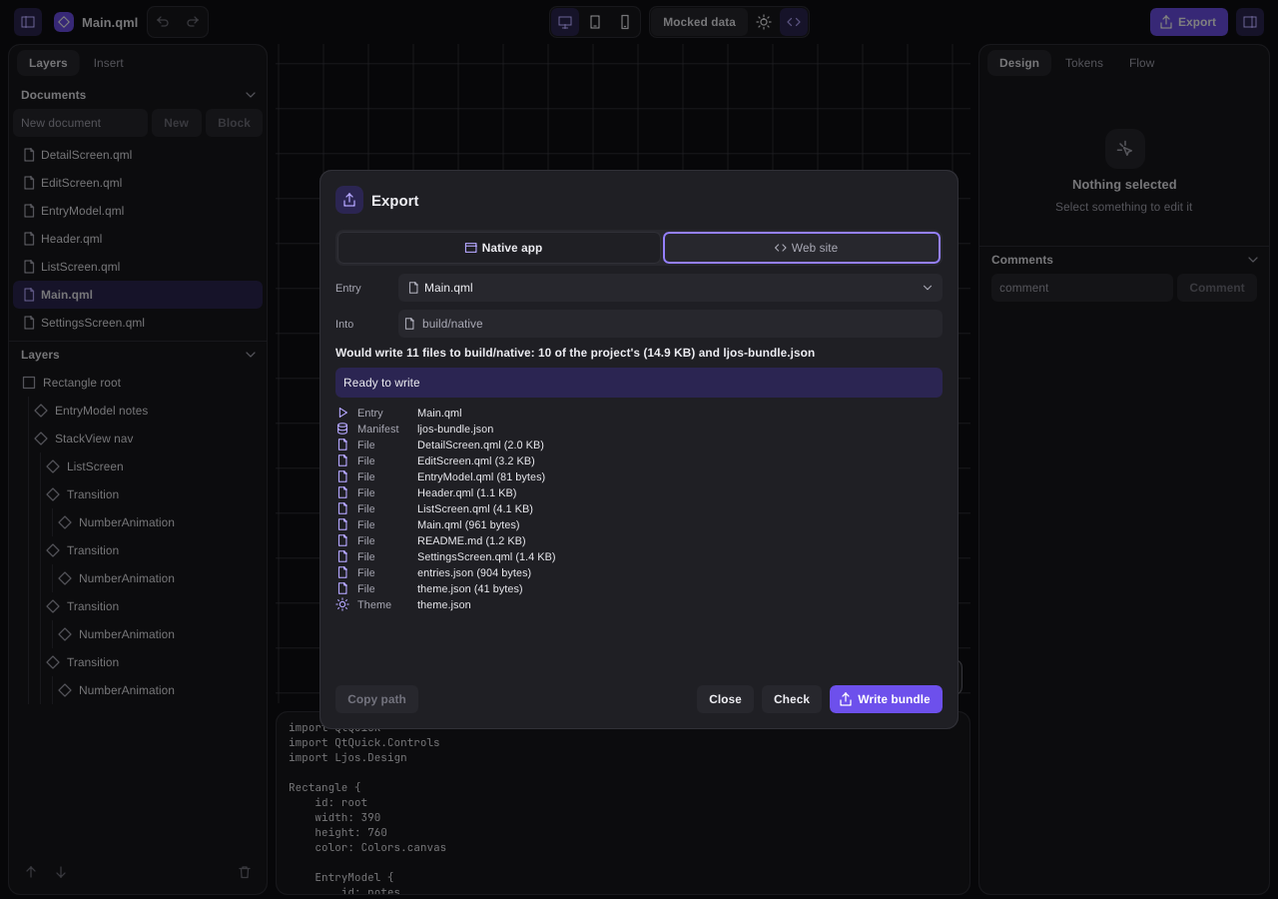 Main.qml
Mocked data
Export
Layers Insert
Documents
New document New Block
DetailScreen.qml
EditScreen.qml
EntryModel.qml
Header.qml
ListScreen.qml
Main.qml
SettingsScreen.qml
Layers
Rectangle root
EntryModel notes
StackView nav
ListScreen
Transition
NumberAnimation
Transition
NumberAnimation
Transition
NumberAnimation
Transition
NumberAnimation
Export
Native app Web site
Entry Main.qml
Into build/native
Would write 11 files to build/native: 10 of the project's (14.9 KB) and ljos-bundle.json
Ready to write
Entry Main.qml
Manifest ljos-bundle.json
File DetailScreen.qml (2.0 KB)
File EditScreen.qml (3.2 KB)
File EntryModel.qml (81 bytes)
File Header.qml (1.1 KB)
File ListScreen.qml (4.1 KB)
File Main.qml (961 bytes)
File README.md (1.2 KB)
File SettingsScreen.qml (1.4 KB)
File entries.json (904 bytes)
File theme.json (41 bytes)
Theme theme.json
Copy path Close Check Write bundle
import QtQuick
import QtQuick.Controls
import Ljos.Design
Rectangle {
id: root
width: 390
height: 760
color: Colors.canvas
EntryModel {
id: notes
Design Tokens Flow
Nothing selected
Select something to edit it
Comments
comment Comment